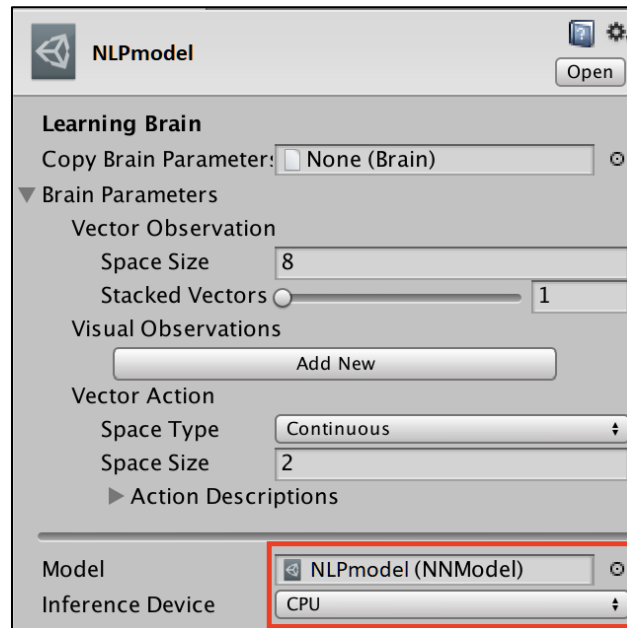 NLPmodel
Open
Learning Brain
Copy Brain Parameter: None (Brain)
Brain Parameters
Vector Observation
Space Size 8
Stacked Vectors 1
Visual Observations
Add New
Vector Action
Space Type Continuous
Space Size 2
Action Descriptions
Model NLPmodel (NNModel)
Inference Device CPU